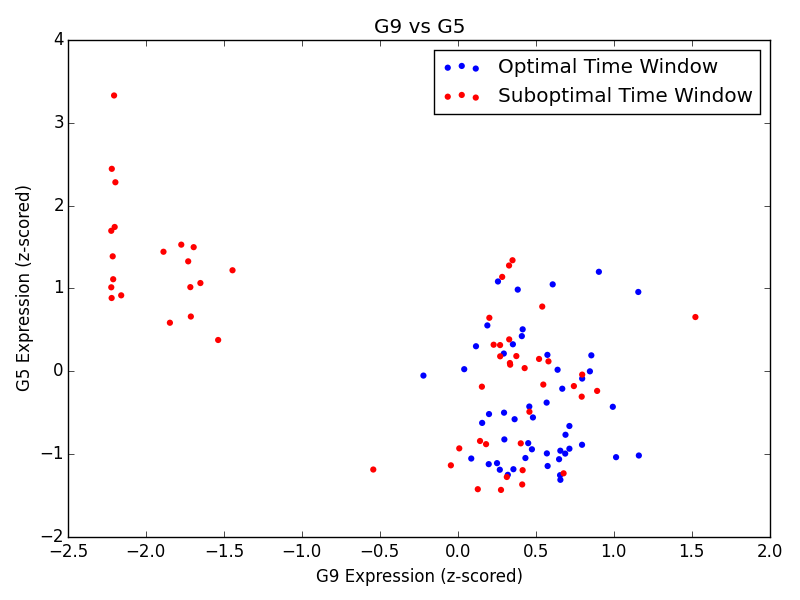 G9 vs G5
Optimal Time Window
Suboptimal Time Window
4
3
2
1
0
−1
−2
G5 Expression (z-scored)
−2.5 −2.0 −1.5 −1.0 −0.5 0.0 0.5 1.0 1.5 2.0
G9 Expression (z-scored)